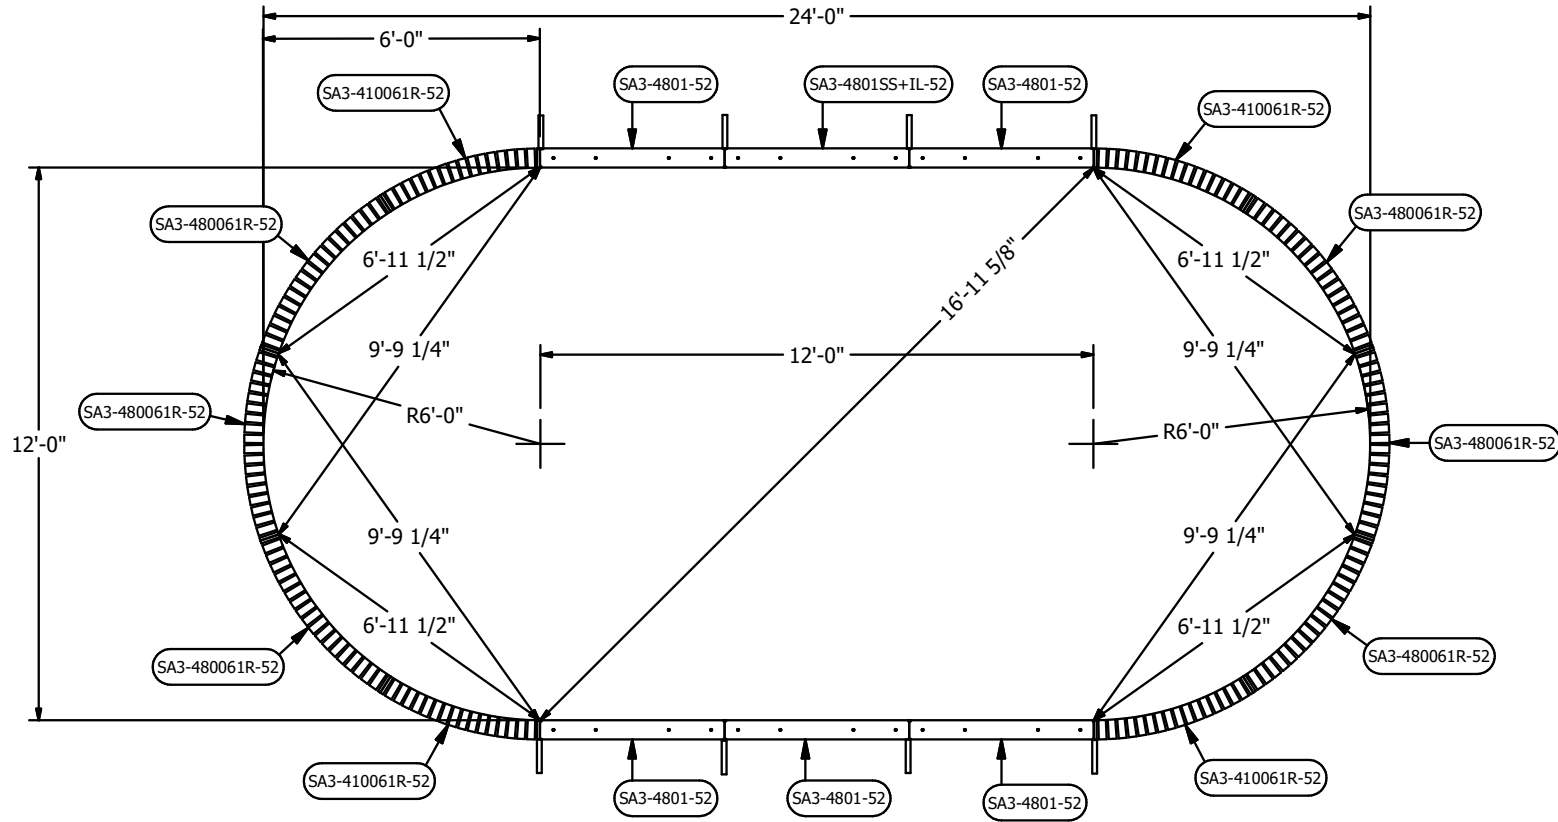 24'-0"
6'-0"
SA3-410061R-52
SA3-4801-52
SA3-4801SS+IL-52
SA3-4801-52
SA3-410061R-52
SA3-480061R-52
SA3-480061R-52
6'-11 1/2"
16'-11 5/8"
6'-11 1/2"
9'-9 1/4"
12'-0"
9'-9 1/4"
SA3-480061R-52
R6'-0"
R6'-0"
12'-0"
SA3-480061R-52
9'-9 1/4"
9'-9 1/4"
6'-11 1/2"
6'-11 1/2"
SA3-480061R-52
SA3-480061R-52
SA3-410061R-52
SA3-4801-52
SA3-4801-52
SA3-4801-52
SA3-410061R-52